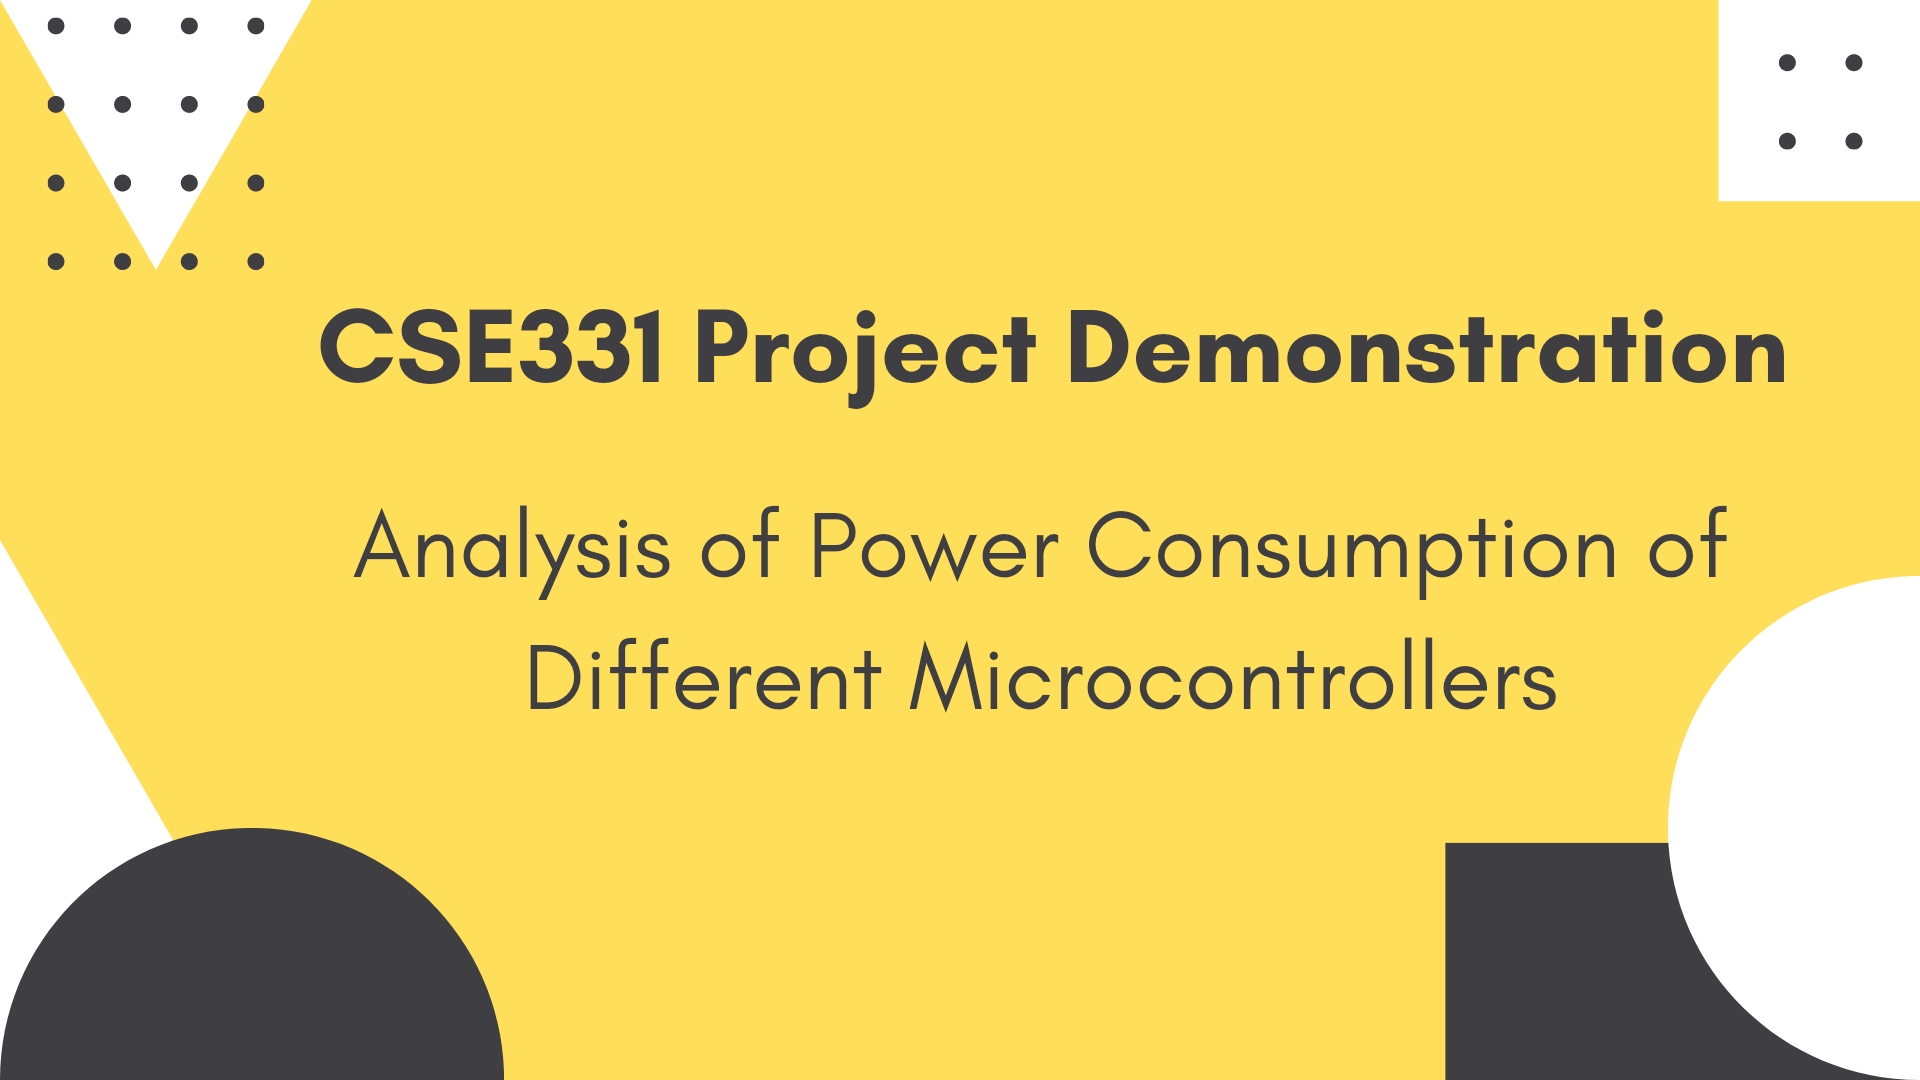 CSE331 Project Demonstration
Analysis of Power Consumption of
Different Microcontrollers